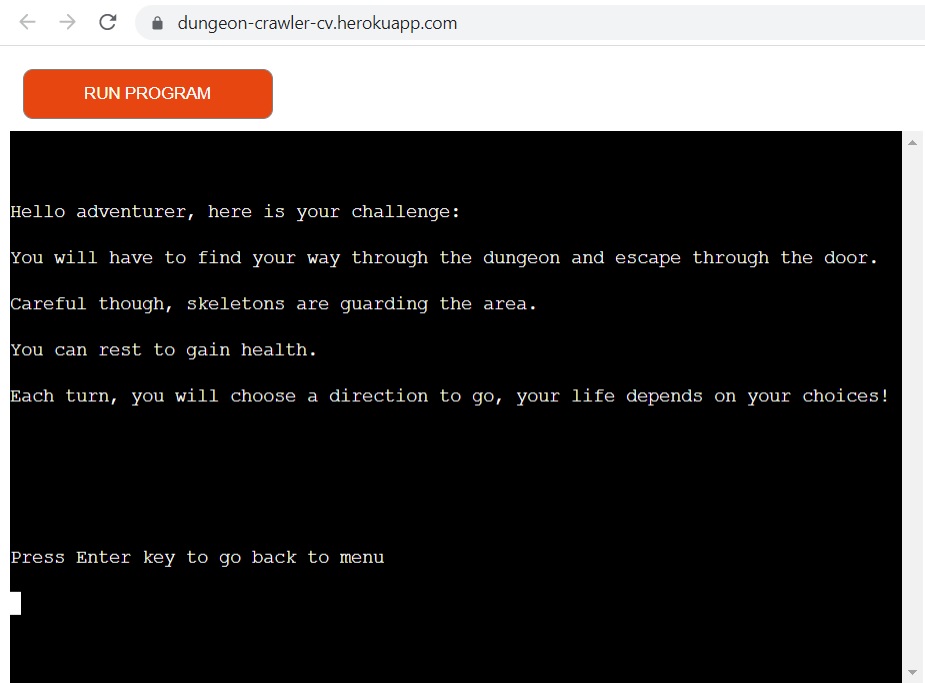 dungeon-crawler-cv.herokuapp.com
RUN PROGRAM
Hello adventurer, here is your challenge:
You will have to find your way through the dungeon and escape through the door.
Careful though, skeletons are guarding the area.
You can rest to gain health.
Each turn, you will choose a direction to go, your life depends on your choices!
Press Enter key to go back to menu